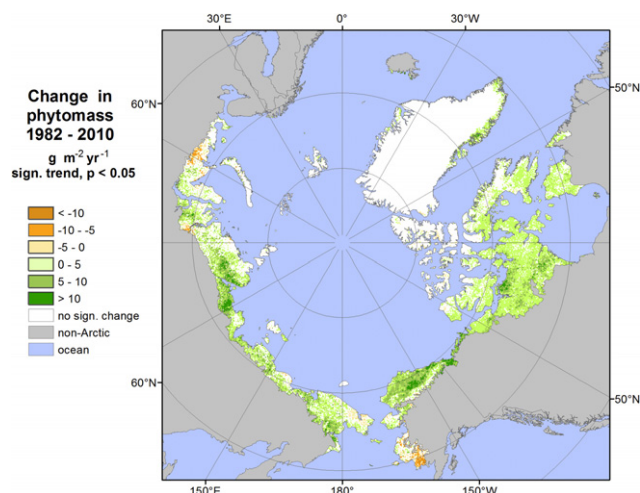 30°E
0°
30°W
60°N
50°N
Change in
phytomass
1982 - 2010
g m⁻² yr⁻¹
sign. trend, p < 0.05
< -10
-10 - -5
-5 - 0
0 - 5
5 - 10
> 10
no sign. change
non-Arctic
ocean
60°N
50°N
150°E
180°
150°W